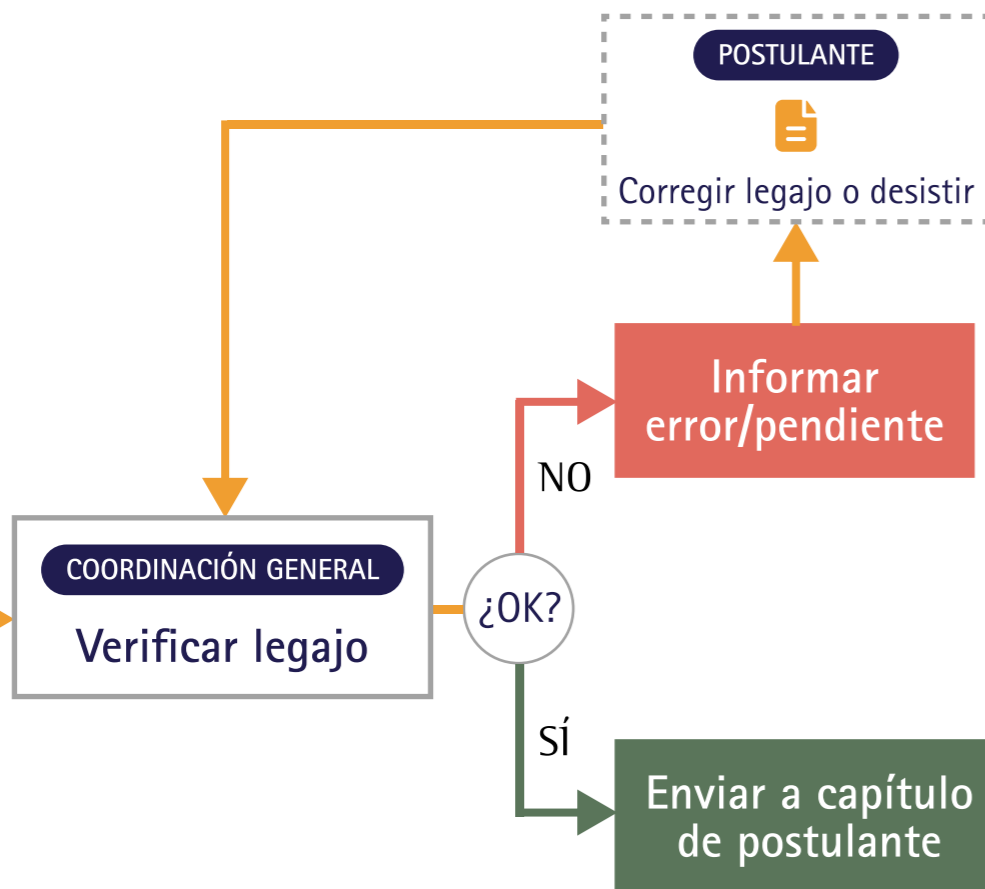 POSTULANTE
Corregir legajo o desistir
Informar
error/pendiente
NO
COORDINACIÓN GENERAL
Verificar legajo
¿OK?
SÍ
Enviar a capítulo
de postulante